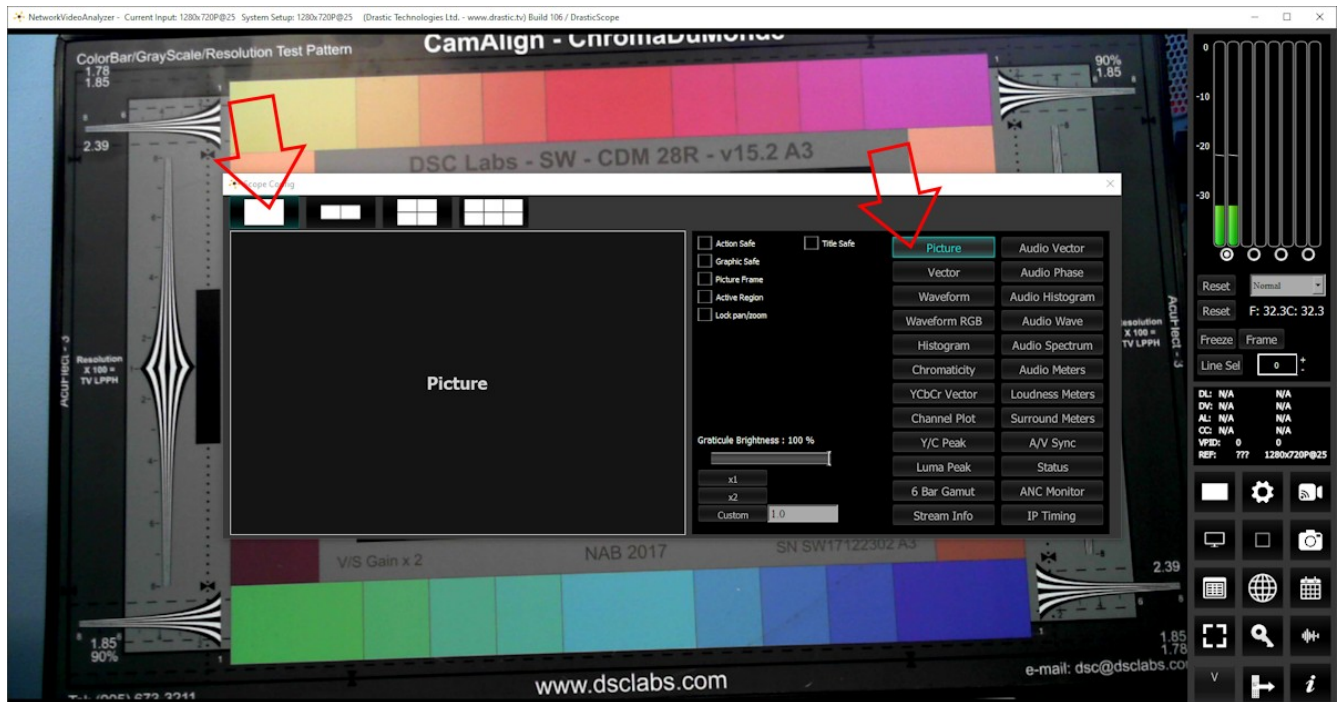 NetworkVideoAnalyzer - Current Input: 1280x720P@25 System Setup: 1280x720P@25 (Drastic Technologies Ltd. - www.drastic.tv) Build 106 / DrasticScope
ColorBar/GrayScale/Resolution Test Pattern
CamAlign - ChromaDuMonde
1.78
1.85
90%
1.85
2.39
DSC Labs - SW - CDM 28R - v15.2 A3
Scope Config
Picture
Action Safe
Title Safe
Graphic Safe
Picture Frame
Active Region
Lock pan/zoom
Graticule Brightness : 100 %
x1
x2
Custom 1.0
Picture
Audio Vector
Vector
Audio Phase
Waveform
Audio Histogram
Waveform RGB
Audio Wave
Histogram
Audio Spectrum
Chromaticity
Audio Meters
YCbCr Vector
Loudness Meters
Channel Plot
Surround Meters
Y/C Peak
A/V Sync
Luma Peak
Status
6 Bar Gamut
ANC Monitor
Stream Info
IP Timing
AcuFlect - 3
Resolution
X 100 =
TV LPPH
AcuFlect - 3
Resolution
X 100 =
TV LPPH
V/S Gain x 2
NAB 2017
SN SW17122302 A3
2.39
1.85
90%
1.85
1.78
www.dsclabs.com
e-mail: dsc@dsclabs.co
0
-10
-20
-30
Reset
Normal
Reset
F: 32.3C: 32.3
Freeze
Frame
Line Sel
0
+
-
DL: N/A N/A
DV: N/A N/A
AL: N/A N/A
CC: N/A N/A
VPID: 0 0
REF: ??? 1280x720P@25
V
i